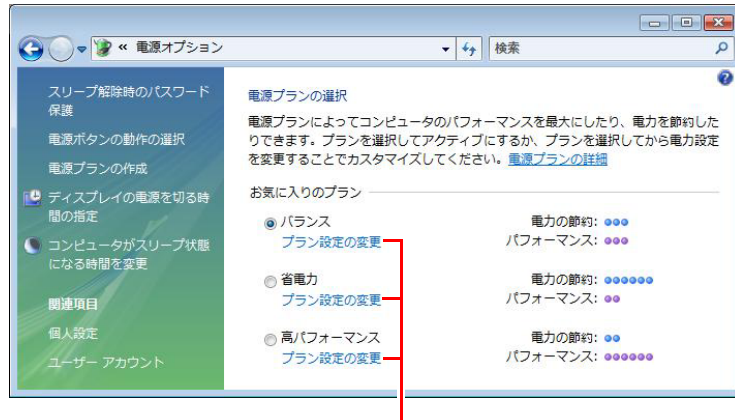 « 電源オプション
検索
スリープ解除時のパスワード
保護
電源ボタンの動作の選択
電源プランの作成
ディスプレイの電源を切る時
間の指定
コンピュータがスリープ状態
になる時間を変更
関連項目
個人設定
ユーザー アカウント
電源プランの選択
電源プランによってコンピュータのパフォーマンスを最大にしたり、電力を節約した
りできます。プランを選択してアクティブにするか、プランを選択してから電力設定
を変更することでカスタマイズしてください。電源プランの詳細
お気に入りのプラン
バランス 電力の節約:
プラン設定の変更 パフォーマンス:
省電力 電力の節約:
プラン設定の変更 パフォーマンス:
高パフォーマンス 電力の節約:
プラン設定の変更 パフォーマンス: